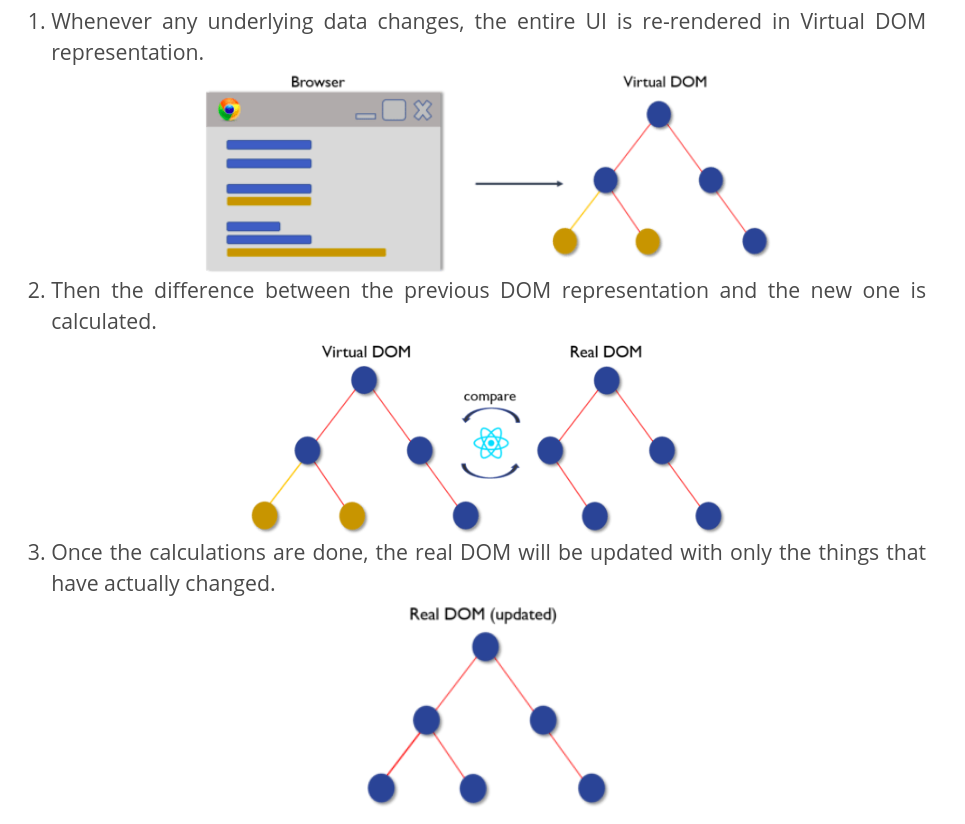 1. Whenever any underlying data changes, the entire UI is re-rendered in Virtual DOM
representation.
Browser
Virtual DOM
2. Then the difference between the previous DOM representation and the new one is
calculated.
Virtual DOM
Real DOM
compare
3. Once the calculations are done, the real DOM will be updated with only the things that
have actually changed.
Real DOM (updated)